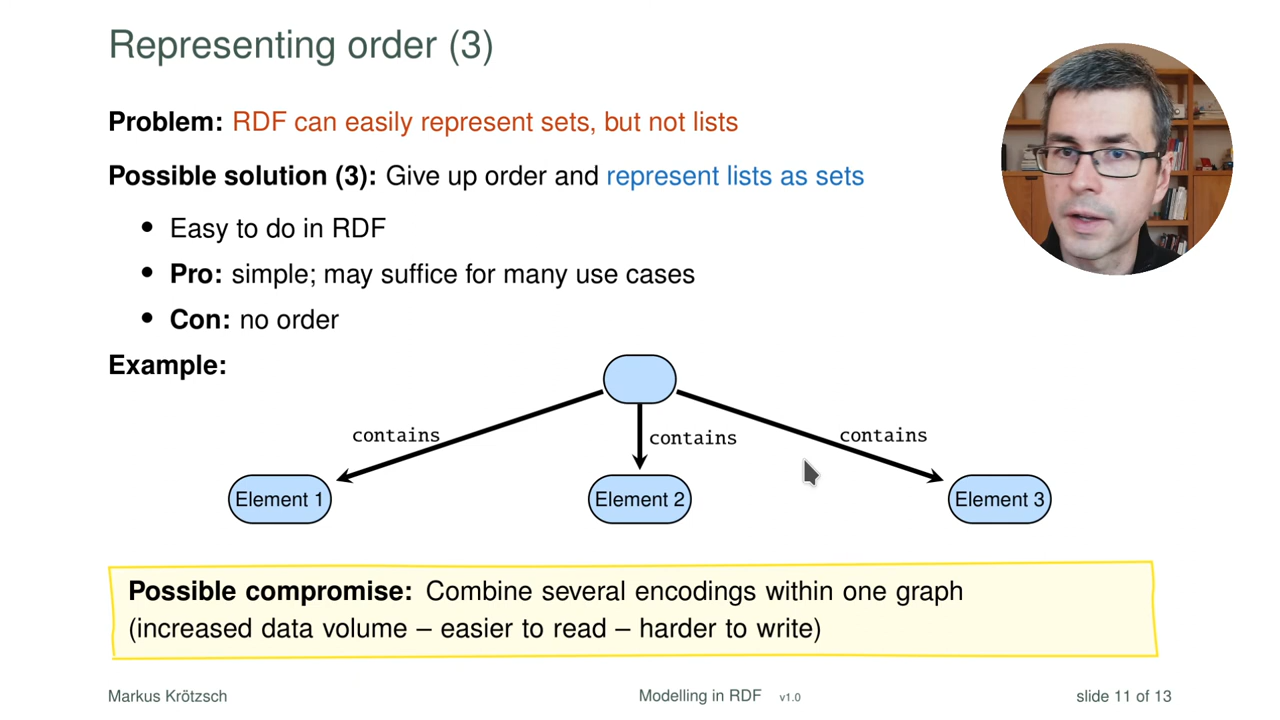 Representing order (3)
Problem: RDF can easily represent sets, but not lists
Possible solution (3): Give up order and represent lists as sets
• Easy to do in RDF
• Pro: simple; may suffice for many use cases
• Con: no order
Example:
contains
contains
contains
Element 1
Element 2
Element 3
Possible compromise: Combine several encodings within one graph
(increased data volume – easier to read – harder to write)
Markus Krötzsch
Modelling in RDF v1.0
slide 11 of 13